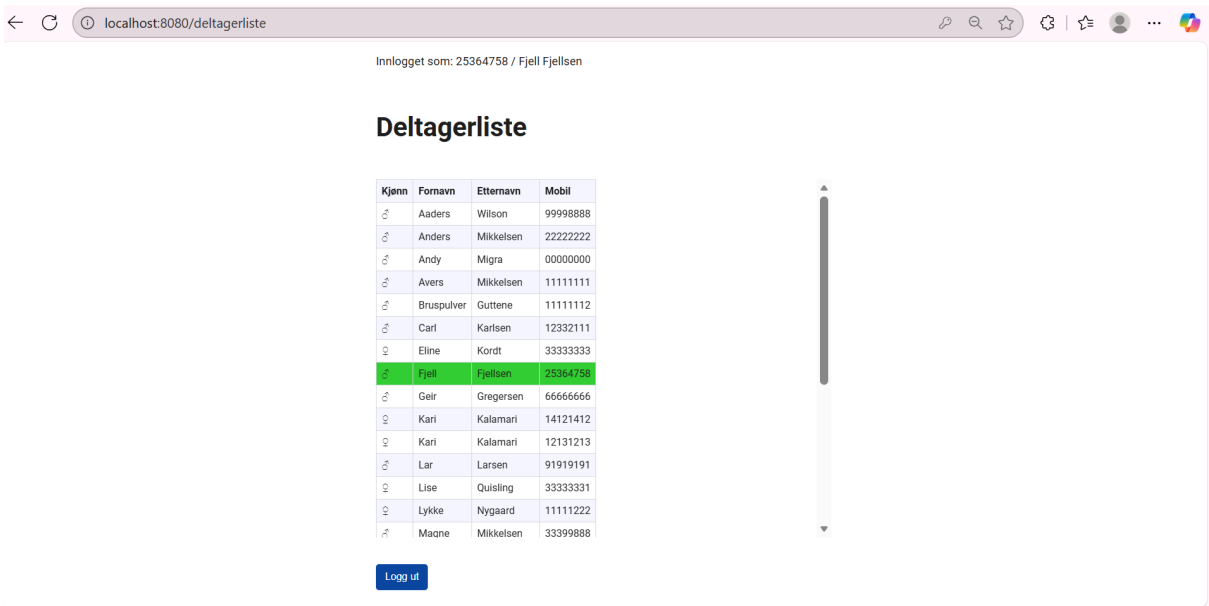 localhost:8080/deltagerliste
Innlogget som: 25364758 / Fjell Fjellsen
Deltagerliste
Kjønn Fornavn Etternavn Mobil
♂ Aaders Wilson 99998888
♂ Anders Mikkelsen 22222222
♂ Andy Migra 00000000
♂ Avers Mikkelsen 11111111
♂ Bruspulver Guttene 11111112
♂ Carl Karlsen 12332111
♀ Eline Kordt 33333333
♂ Fjell Fjellsen 25364758
♂ Geir Gregersen 66666666
♀ Kari Kalamari 14121412
♀ Kari Kalamari 12131213
♂ Lar Larsen 91919191
♀ Lise Quisling 33333331
♀ Lykke Nygaard 11111222
♂ Magne Mikkelsen 33399888
Logg ut